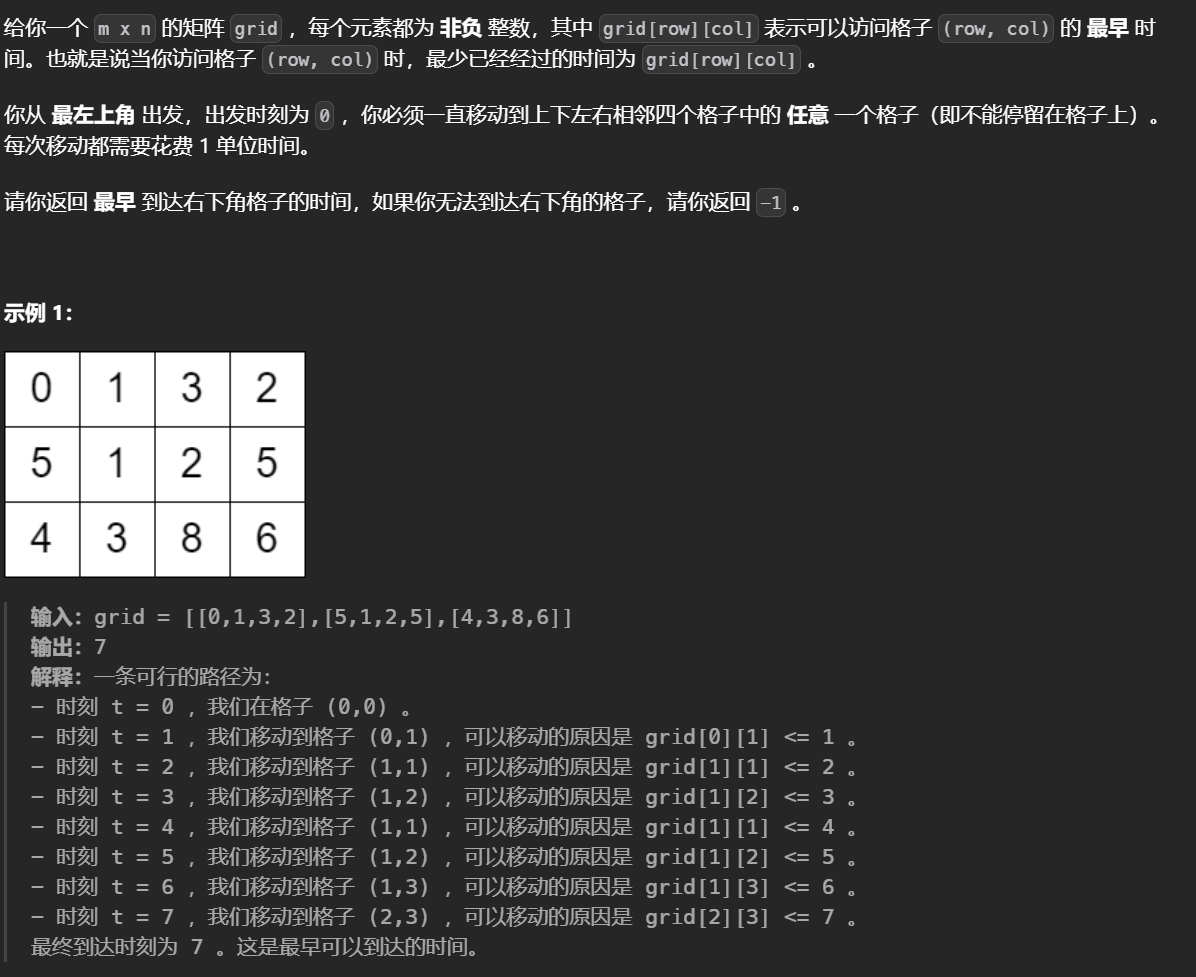 给你一个 m x n 的矩阵 grid ，每个元素都为 非负 整数，其中 grid[row][col] 表示可以访问格子 (row, col) 的 最早 时
间。也就是说当你访问格子 (row, col) 时，最少已经经过的时间为 grid[row][col] 。
你从 最左上角 出发，出发时刻为 0 ，你必须一直移动到上下左右相邻四个格子中的 任意 一个格子（即不能停留在格子上）。
每次移动都需要花费 1 单位时间。
请你返回 最早 到达右下角格子的时间，如果你无法到达右下角的格子，请你返回 -1 。
示例 1：
0 1 3 2
5 1 2 5
4 3 8 6
输入：grid = [[0,1,3,2],[5,1,2,5],[4,3,8,6]]
输出：7
解释：一条可行的路径为：
- 时刻 t = 0 ，我们在格子 (0,0) 。
- 时刻 t = 1 ，我们移动到格子 (0,1) ，可以移动的原因是 grid[0][1] <= 1 。
- 时刻 t = 2 ，我们移动到格子 (1,1) ，可以移动的原因是 grid[1][1] <= 2 。
- 时刻 t = 3 ，我们移动到格子 (1,2) ，可以移动的原因是 grid[1][2] <= 3 。
- 时刻 t = 4 ，我们移动到格子 (1,1) ，可以移动的原因是 grid[1][1] <= 4 。
- 时刻 t = 5 ，我们移动到格子 (1,2) ，可以移动的原因是 grid[1][2] <= 5 。
- 时刻 t = 6 ，我们移动到格子 (1,3) ，可以移动的原因是 grid[1][3] <= 6 。
- 时刻 t = 7 ，我们移动到格子 (2,3) ，可以移动的原因是 grid[2][3] <= 7 。
最终到达时刻为 7 。这是最早可以到达的时间。